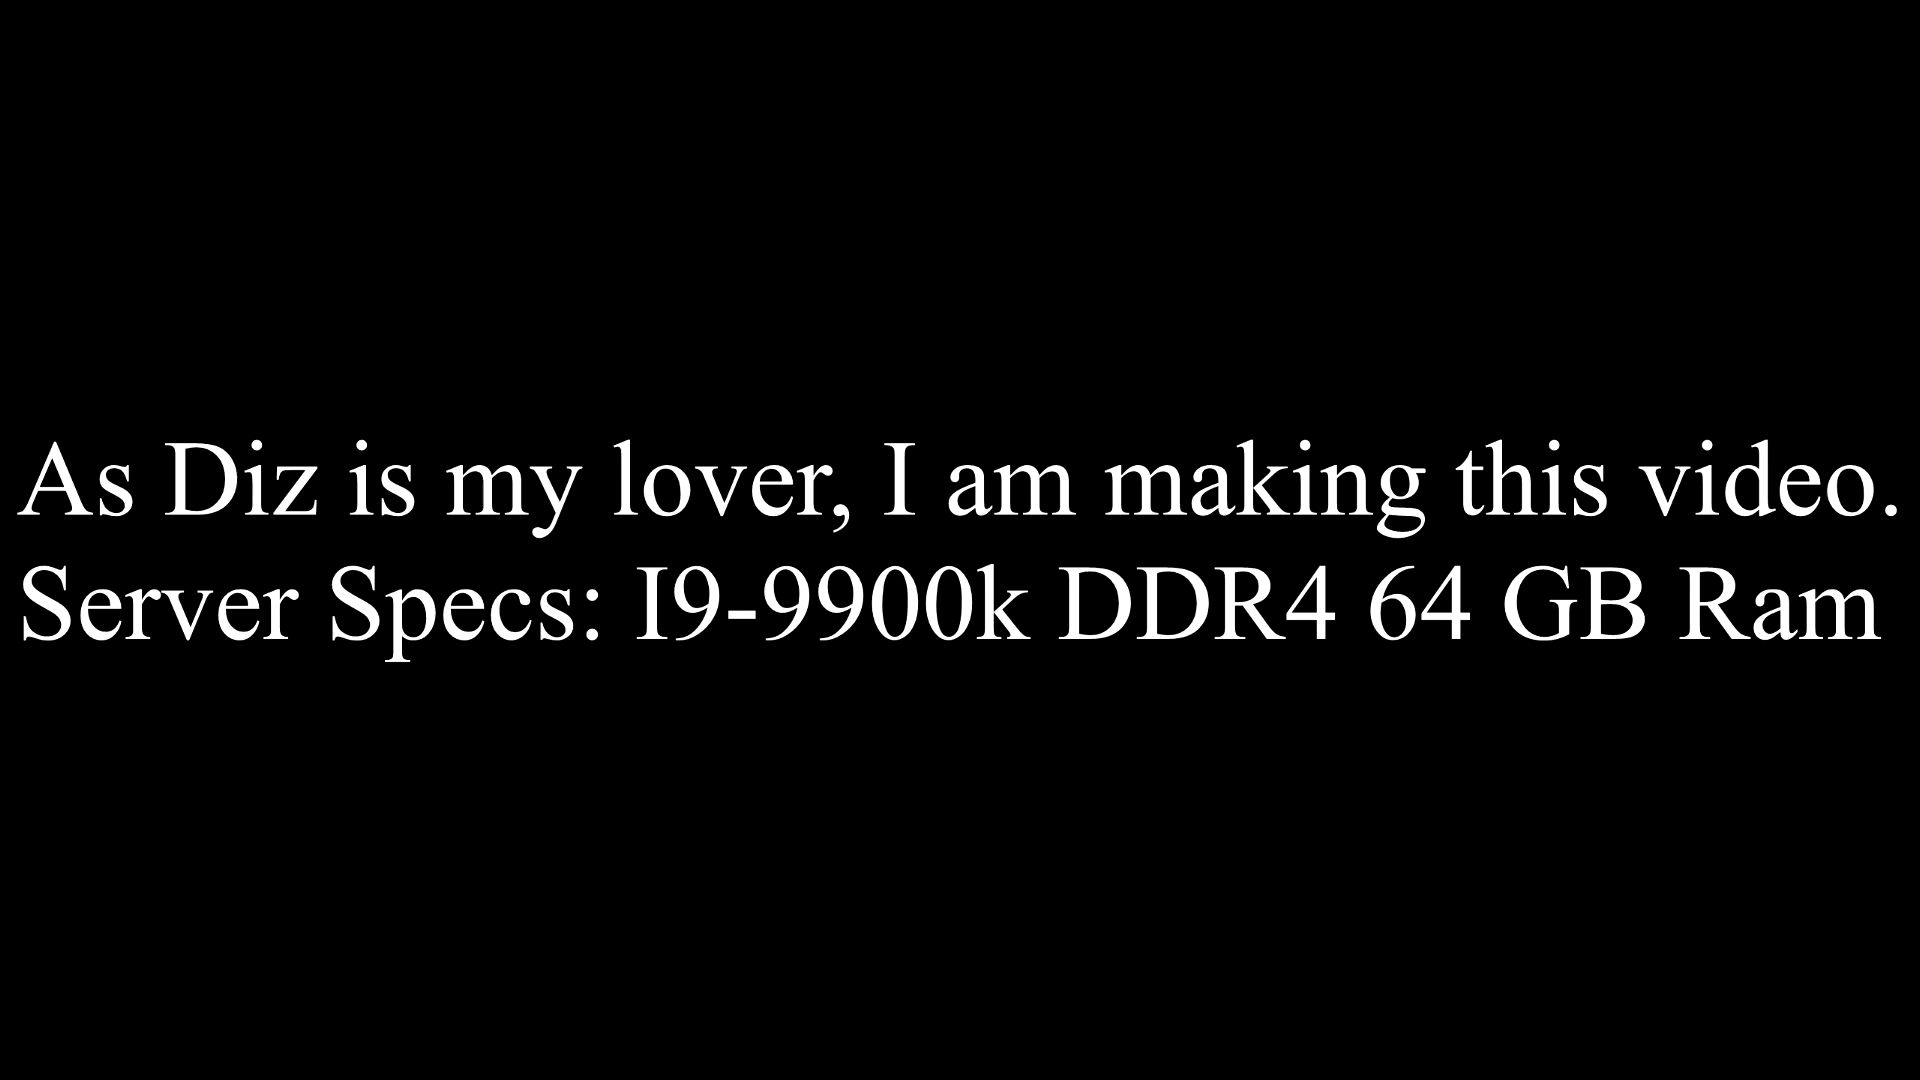 As Diz is my lover, I am making this video.
Server Specs: I9-9900k DDR4 64 GB Ram